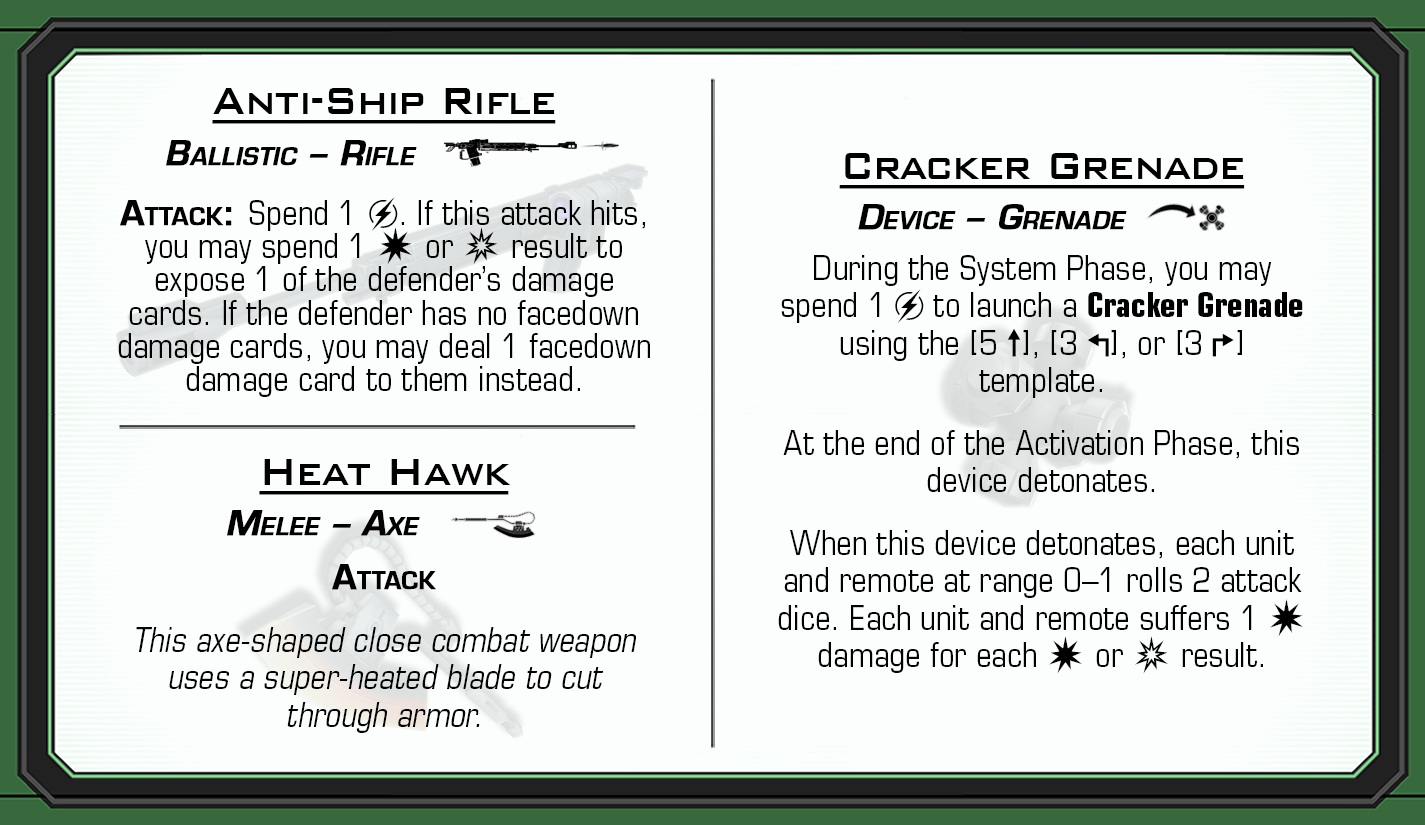 ANTI-SHIP RIFLE
BALLISTIC – RIFLE
ATTACK: Spend 1 . If this attack hits,
you may spend 1 or result to
expose 1 of the defender's damage
cards. If the defender has no facedown
damage cards, you may deal 1 facedown
damage card to them instead.
HEAT HAWK
MELEE – AXE
ATTACK
This axe-shaped close combat weapon
uses a super-heated blade to cut
through armor.
CRACKER GRENADE
DEVICE – GRENADE
During the System Phase, you may
spend 1 to launch a Cracker Grenade
using the [5 ↑], [3 ↰], or [3 ↱]
template.
At the end of the Activation Phase, this
device detonates.
When this device detonates, each unit
and remote at range 0–1 rolls 2 attack
dice. Each unit and remote suffers 1
damage for each or result.